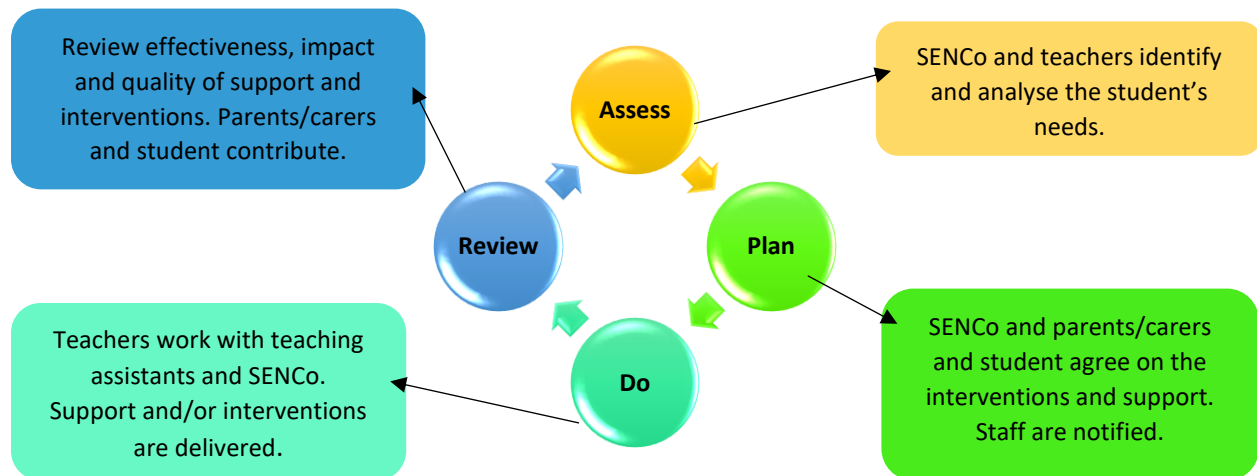 Review effectiveness, impact
and quality of support and
interventions. Parents/carers
and student contribute.
Assess
SENCo and teachers identify
and analyse the student’s
needs.
Review
Plan
Teachers work with teaching
assistants and SENCo.
Support and/or interventions
are delivered.
Do
SENCo and parents/carers
and student agree on the
interventions and support.
Staff are notified.